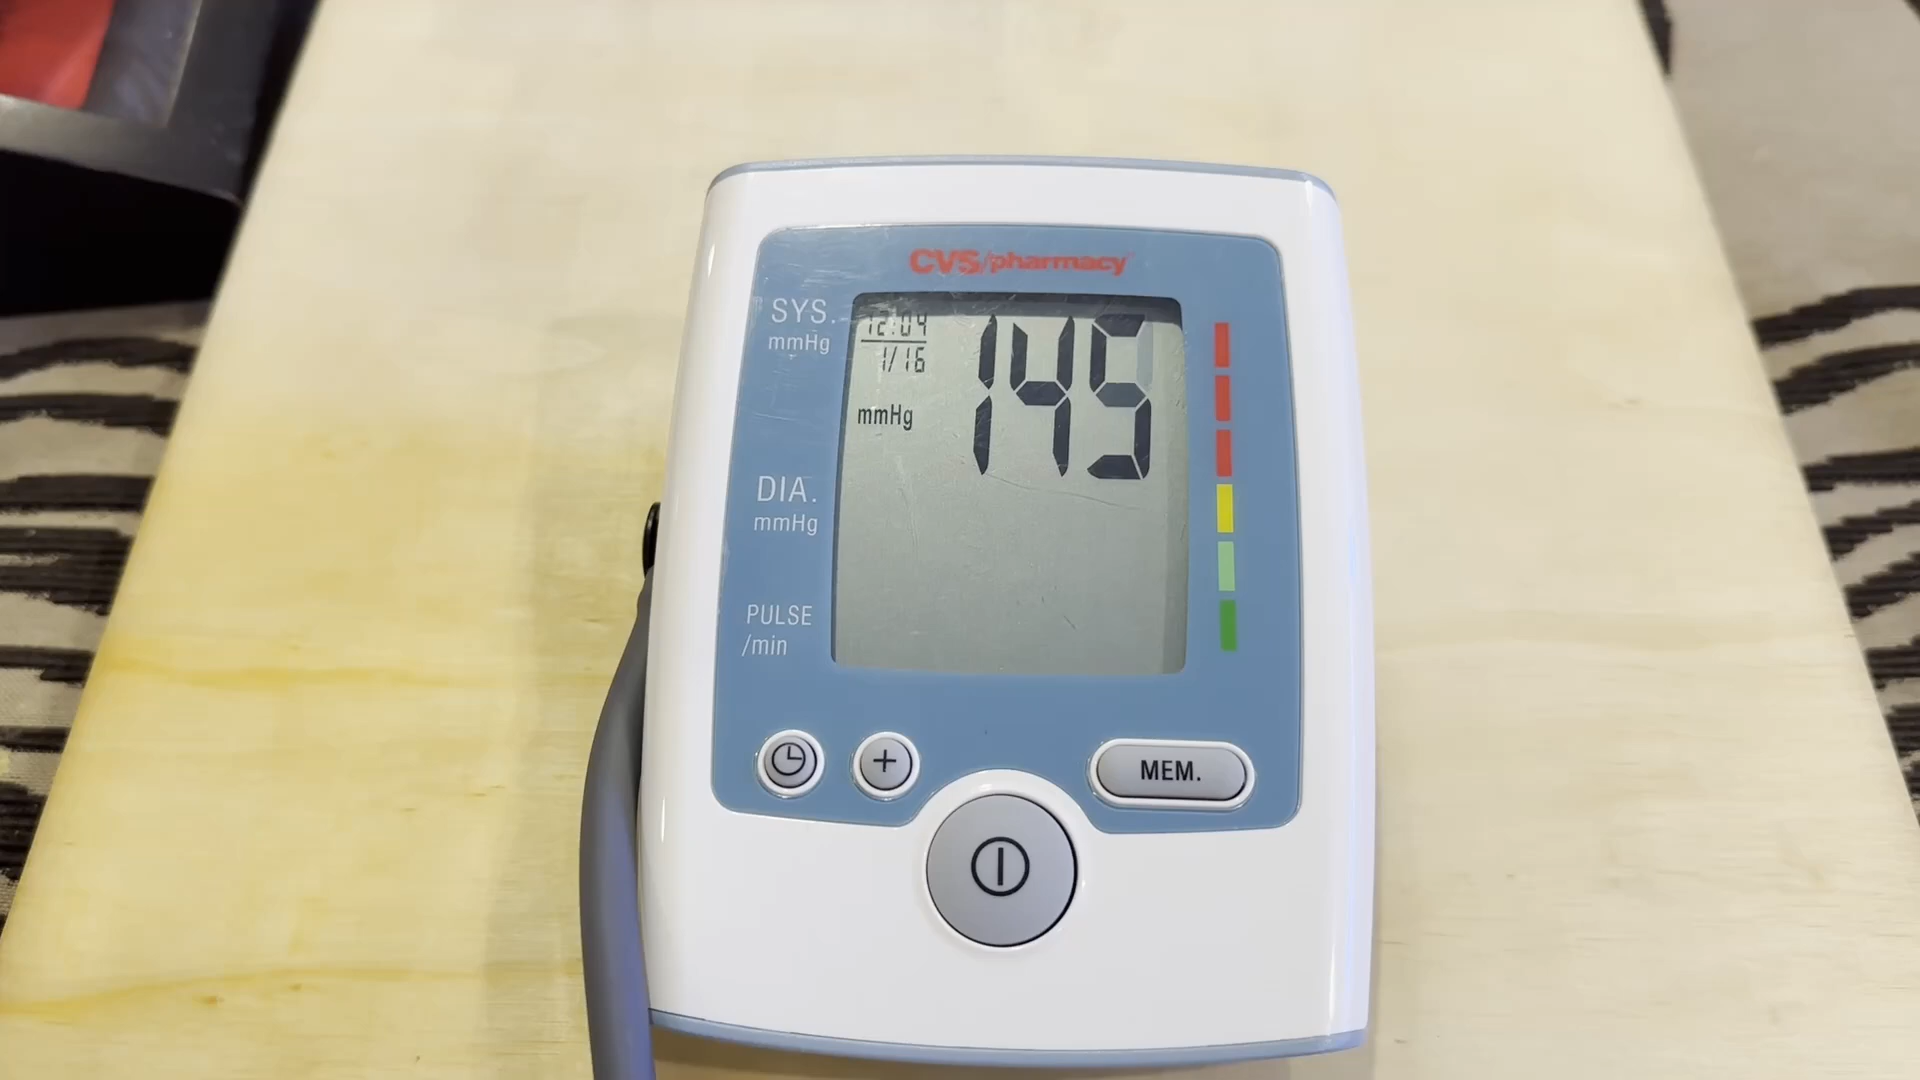 CVS/pharmacy
SYS.
mmHg
12:04
1/16
mmHg
145
DIA.
mmHg
PULSE
/min
+
MEM.